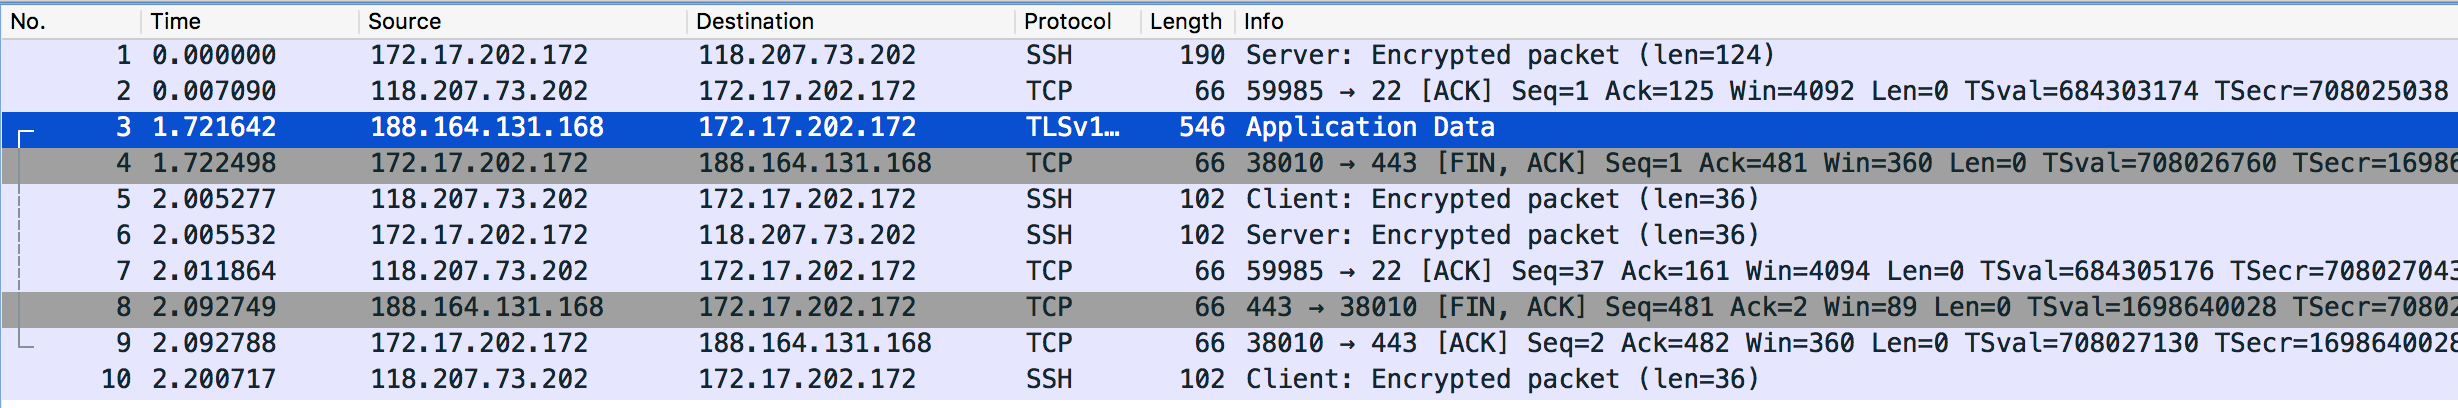 No. Time Source Destination Protocol Length Info
1 0.000000 172.17.202.172 118.207.73.202 SSH 190 Server: Encrypted packet (len=124)
2 0.007090 118.207.73.202 172.17.202.172 TCP 66 59985 → 22 [ACK] Seq=1 Ack=125 Win=4092 Len=0 TSval=684303174 TSecr=708025038
3 1.721642 188.164.131.168 172.17.202.172 TLSv1… 546 Application Data
4 1.722498 172.17.202.172 188.164.131.168 TCP 66 38010 → 443 [FIN, ACK] Seq=1 Ack=481 Win=360 Len=0 TSval=708026760 TSecr=16986
5 2.005277 118.207.73.202 172.17.202.172 SSH 102 Client: Encrypted packet (len=36)
6 2.005532 172.17.202.172 118.207.73.202 SSH 102 Server: Encrypted packet (len=36)
7 2.011864 118.207.73.202 172.17.202.172 TCP 66 59985 → 22 [ACK] Seq=37 Ack=161 Win=4094 Len=0 TSval=684305176 TSecr=708027043
8 2.092749 188.164.131.168 172.17.202.172 TCP 66 443 → 38010 [FIN, ACK] Seq=481 Ack=2 Win=89 Len=0 TSval=1698640028 TSecr=70802
9 2.092788 172.17.202.172 188.164.131.168 TCP 66 38010 → 443 [ACK] Seq=2 Ack=482 Win=360 Len=0 TSval=708027130 TSecr=1698640028
10 2.200717 118.207.73.202 172.17.202.172 SSH 102 Client: Encrypted packet (len=36)